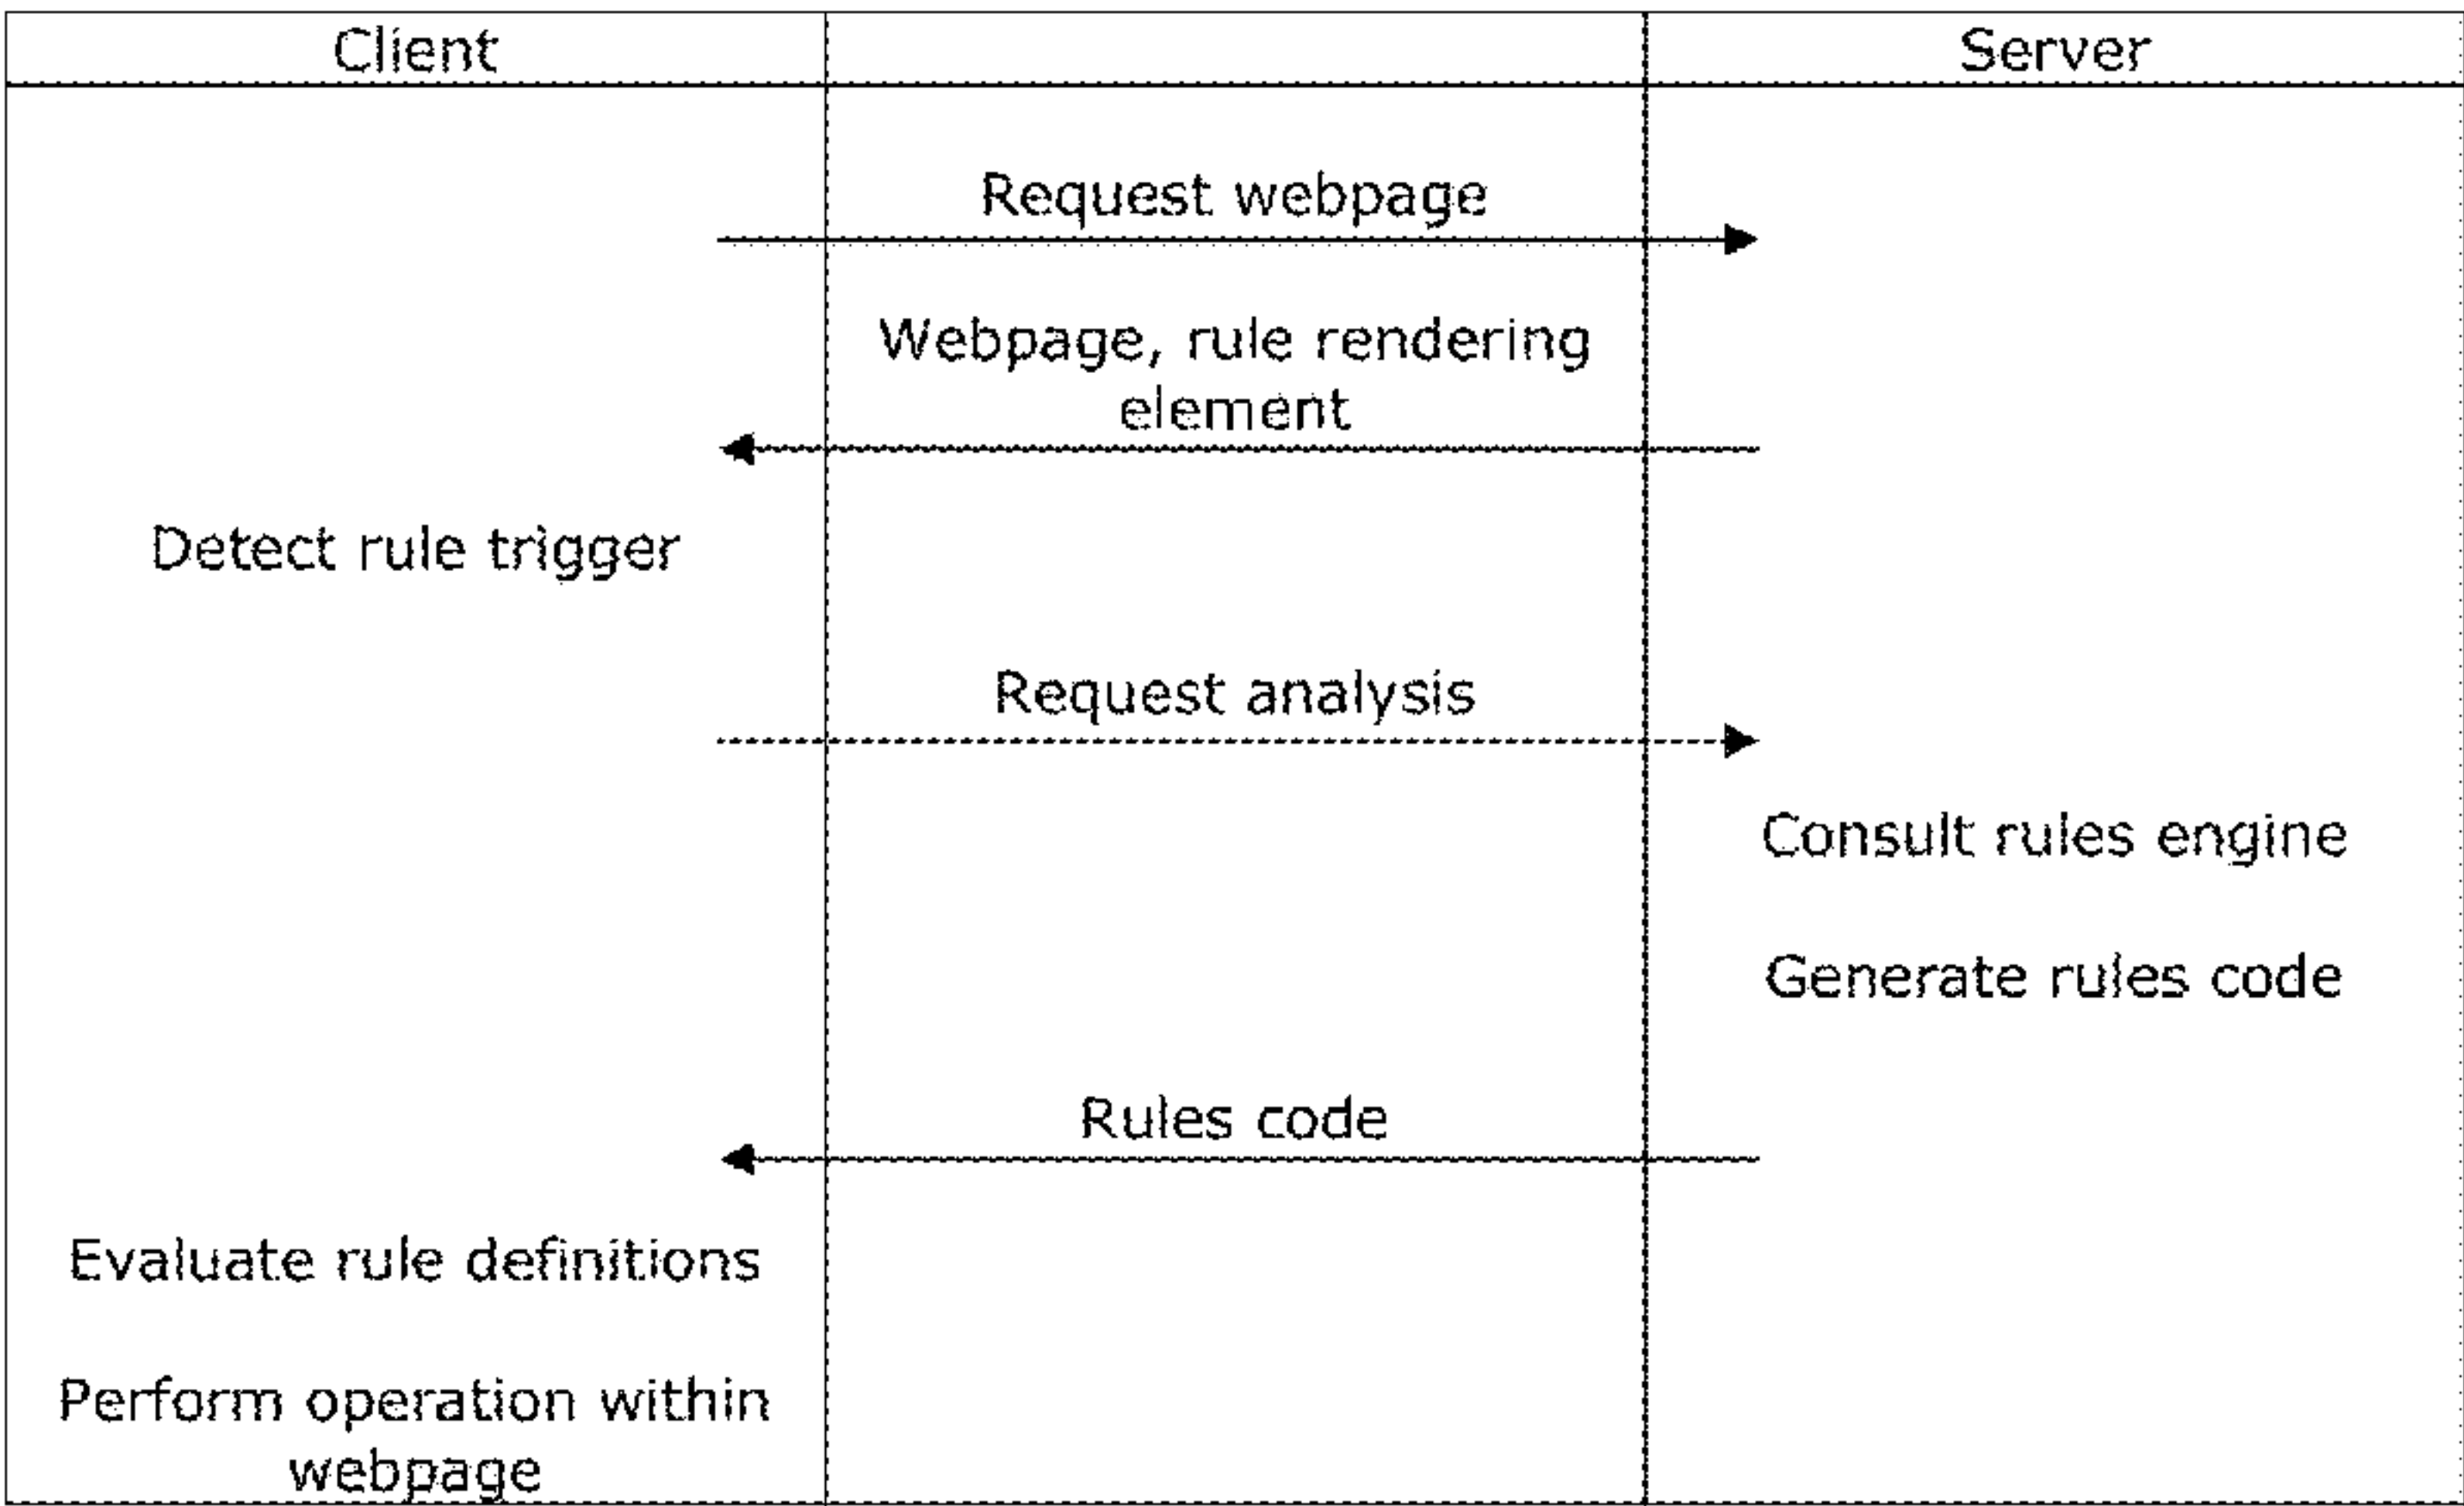 Client
Server
Request webpage
Webpage, rule rendering
element
Detect rule trigger
Request analysis
Consult rules engine
Generate rules code
Rules code
Evaluate rule definitions
Perform operation within
webpage